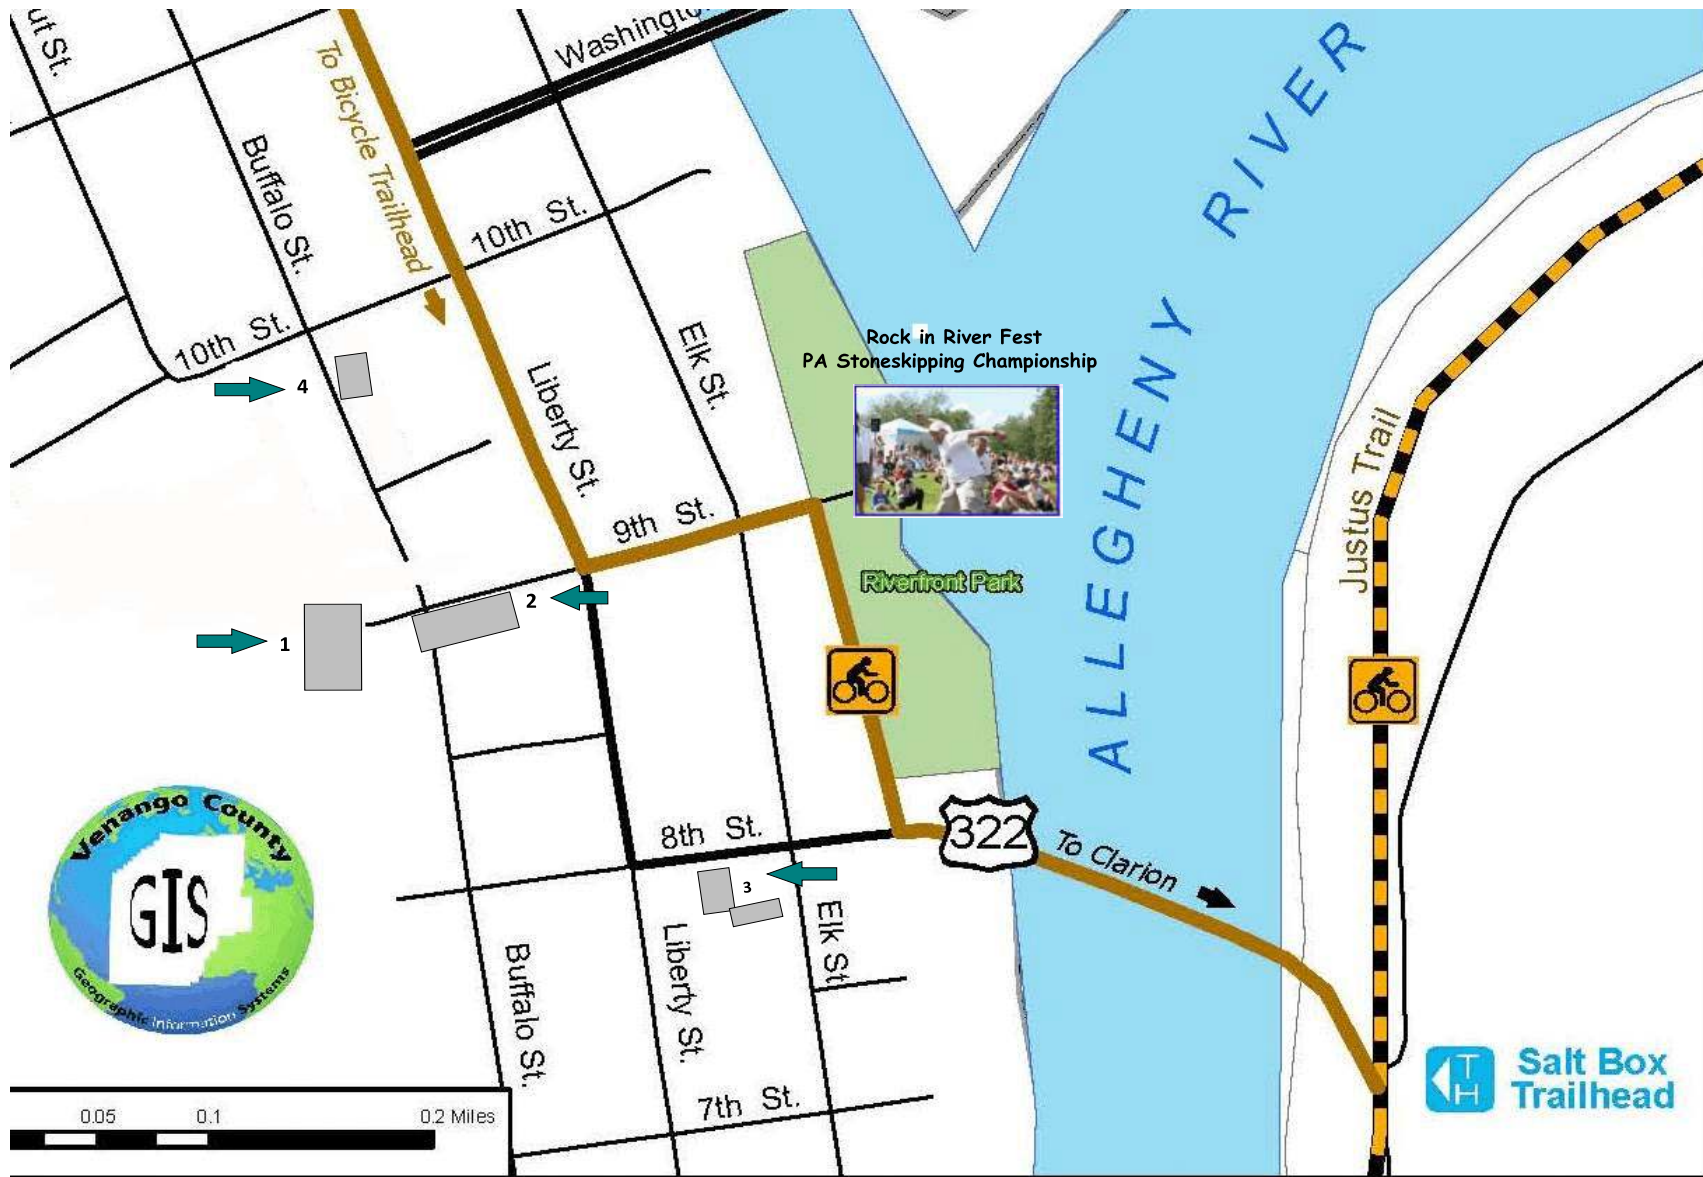 ut St.
Washingto
To Bicycle Trailhead
Buffalo St.
10th St.
10th St.
Elk St.
Liberty St.
Rock in River Fest
PA Stoneskipping Championship
ALLEGHENY RIVER
4
9th St.
Justus Trail
Riverfront Park
2
1
8th St.
322
To Clarion
3
Venango County
GIS
Geographic Information Systems
Elk St
Liberty St.
Buffalo St.
7th St.
TH
Salt Box
Trailhead
0.05 0.1 0.2 Miles